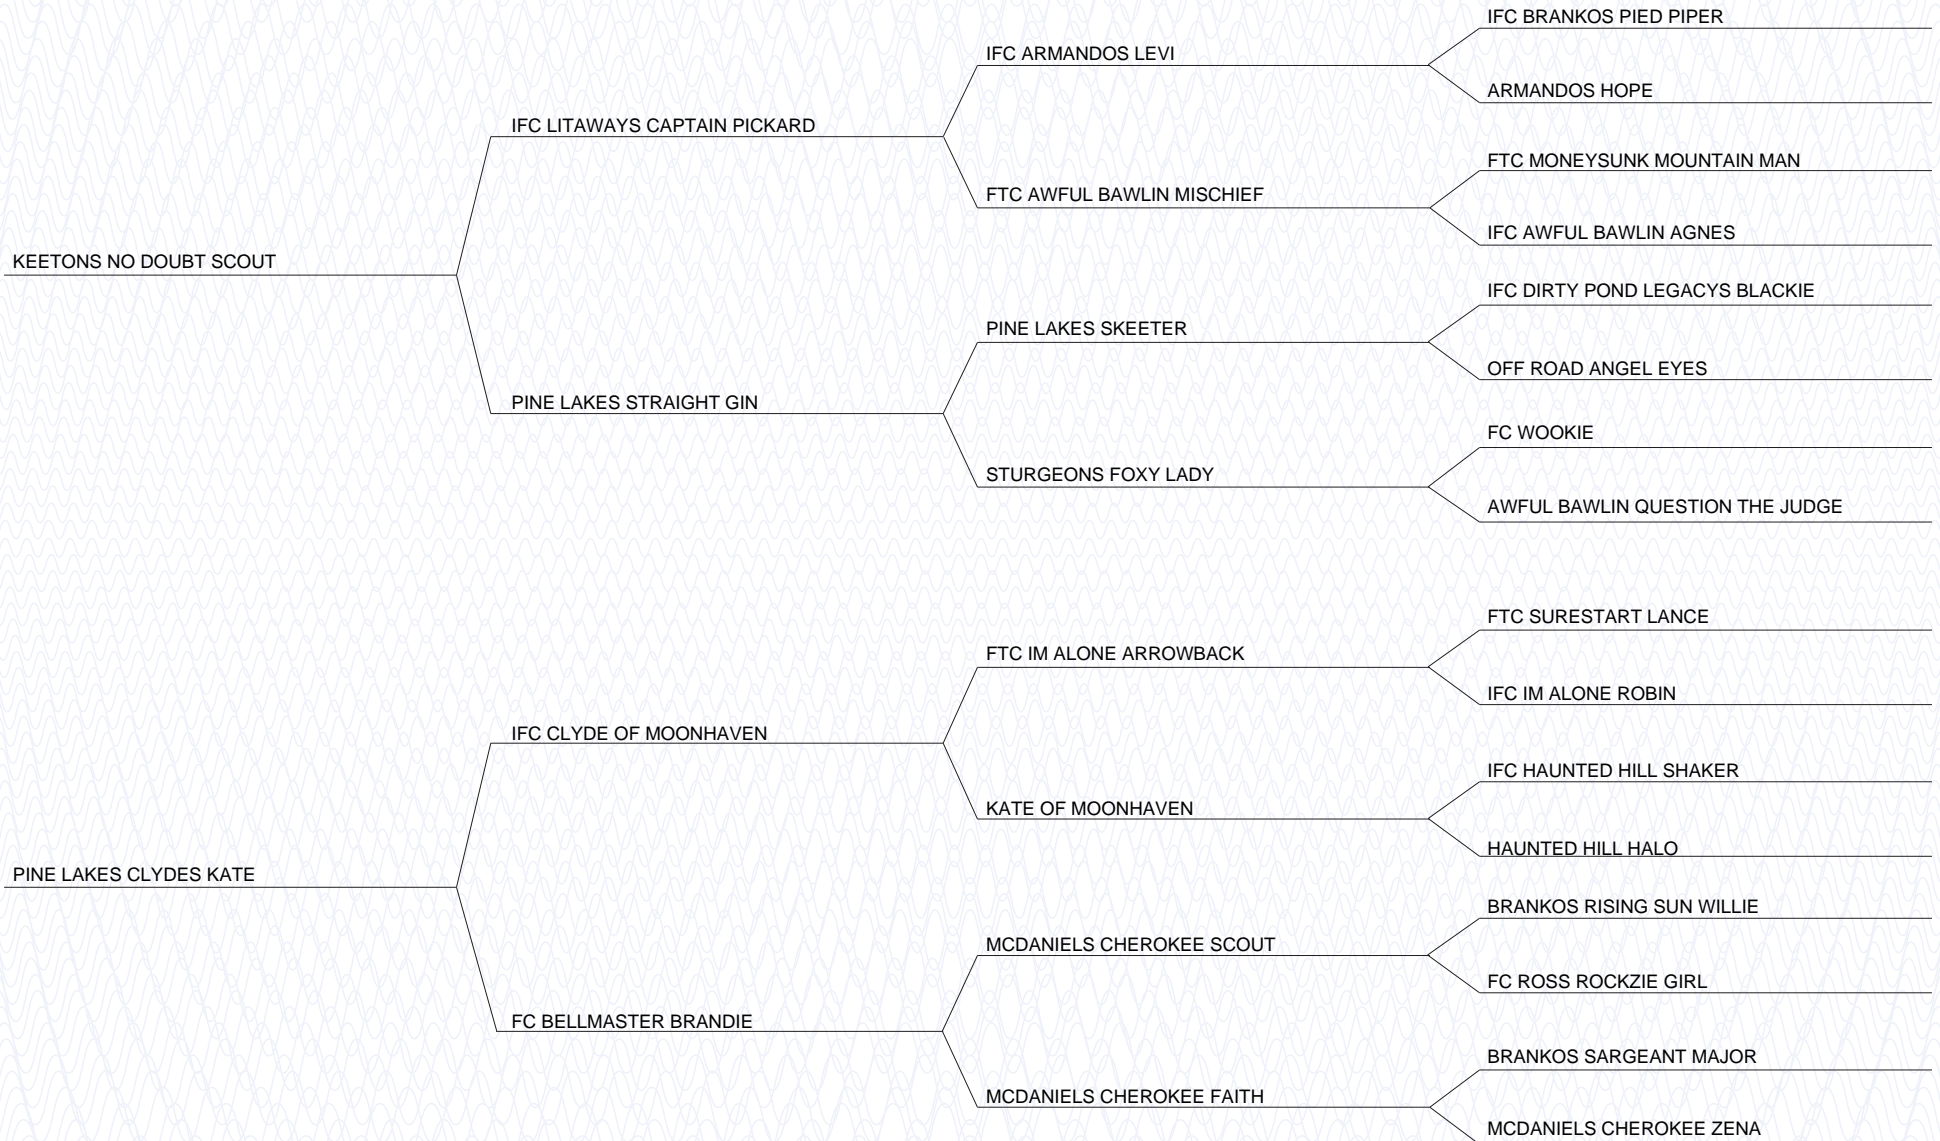 IFC BRANKOS PIED PIPER
IFC ARMANDOS LEVI
ARMANDOS HOPE
IFC LITAWAYS CAPTAIN PICKARD
FTC MONEYSUNK MOUNTAIN MAN
FTC AWFUL BAWLIN MISCHIEF
IFC AWFUL BAWLIN AGNES
KEETONS NO DOUBT SCOUT
IFC DIRTY POND LEGACYS BLACKIE
PINE LAKES SKEETER
OFF ROAD ANGEL EYES
PINE LAKES STRAIGHT GIN
FC WOOKIE
STURGEONS FOXY LADY
AWFUL BAWLIN QUESTION THE JUDGE
FTC SURESTART LANCE
FTC IM ALONE ARROWBACK
IFC IM ALONE ROBIN
IFC CLYDE OF MOONHAVEN
IFC HAUNTED HILL SHAKER
KATE OF MOONHAVEN
HAUNTED HILL HALO
PINE LAKES CLYDES KATE
BRANKOS RISING SUN WILLIE
MCDANIELS CHEROKEE SCOUT
FC ROSS ROCKZIE GIRL
FC BELLMASTER BRANDIE
BRANKOS SARGEANT MAJOR
MCDANIELS CHEROKEE FAITH
MCDANIELS CHEROKEE ZENA